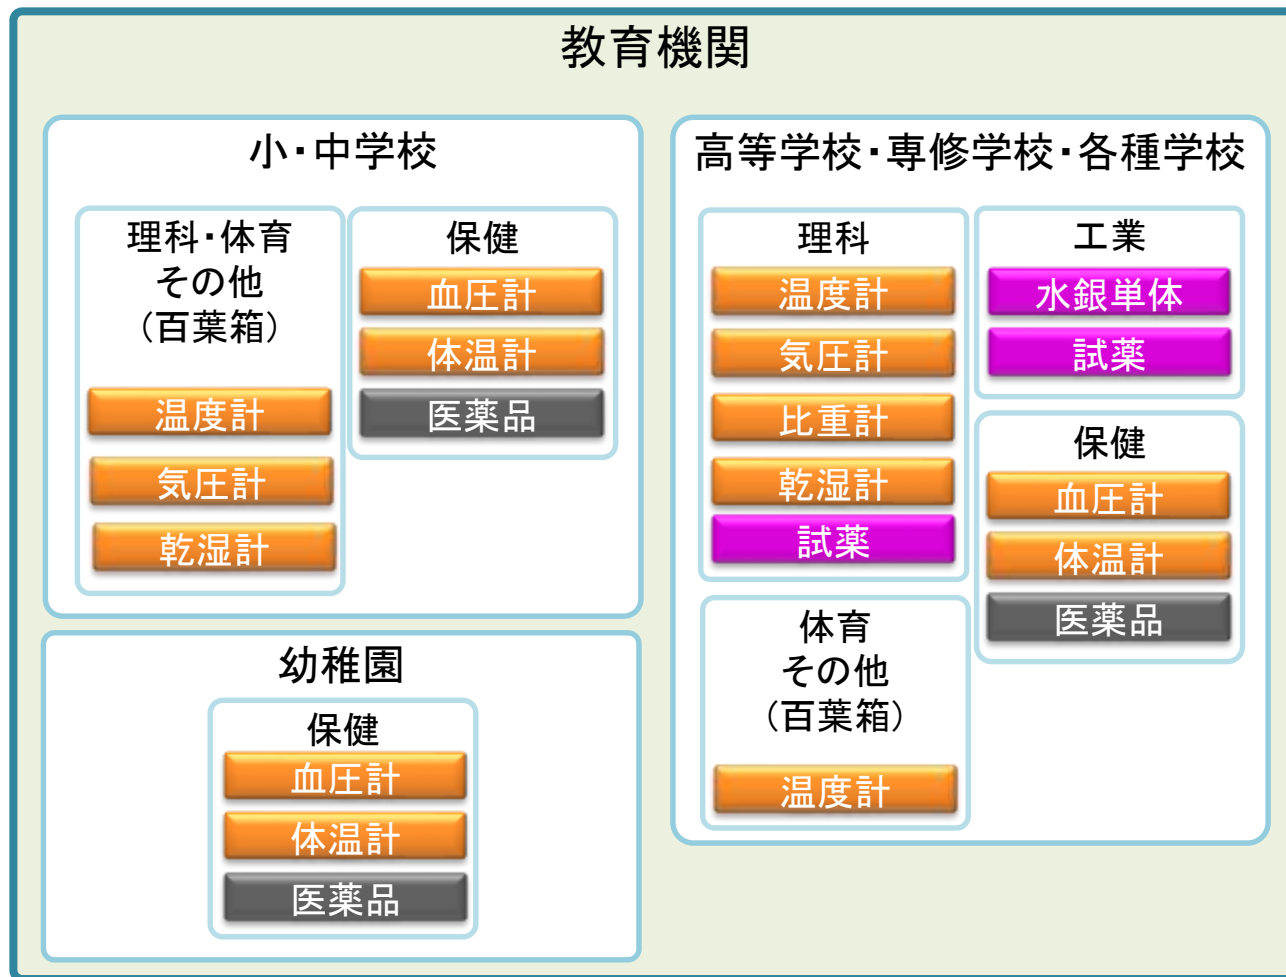 教育機関
小・中学校
理科・体育
その他
（百葉箱）
温度計
気圧計
乾湿計
保健
血圧計
体温計
医薬品
幼稚園
保健
血圧計
体温計
医薬品
高等学校・専修学校・各種学校
理科
温度計
気圧計
比重計
乾湿計
試薬
工業
水銀単体
試薬
保健
血圧計
体温計
医薬品
体育
その他
（百葉箱）
温度計